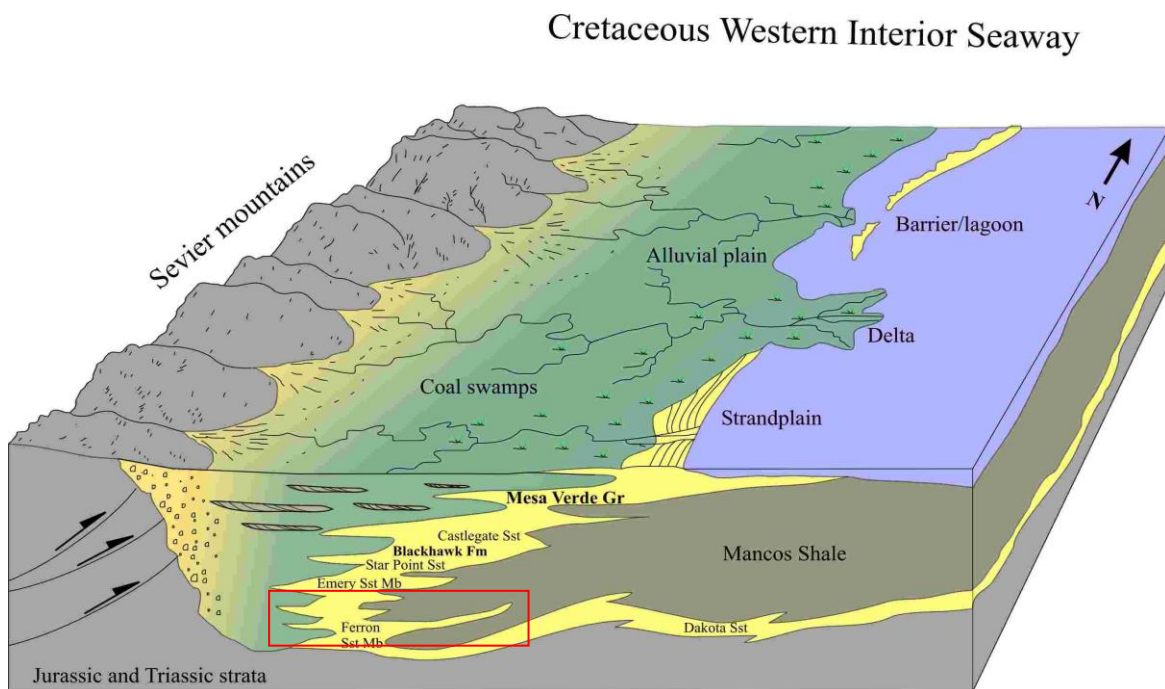 Cretaceous Western Interior Seaway
Sevier mountains
N
Barrier/lagoon
Alluvial plain
Delta
Coal swamps
Strandplain
Mesa Verde Gr
Castlegate Sst
Blackhawk Fm
Mancos Shale
Star Point Sst
Emery Sst Mb
Ferron
Sst Mb
Dakota Sst
Jurassic and Triassic strata